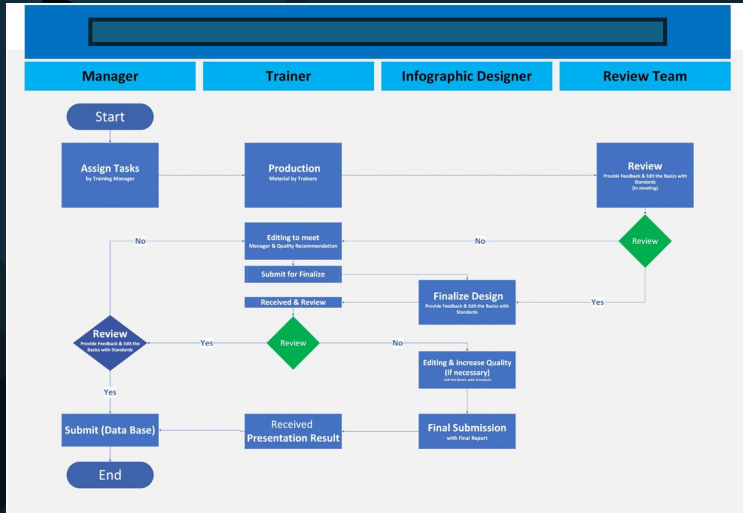 Manager
Trainer
Infographic Designer
Review Team
Start
Assign Tasks
by Training Manager
Production
Material by Trainers
Review
Provide Feedback & Edit the Basics with
Standards
(in meeting)
No
Editing to meet
Manager & Quality Recommendation
No
Review
Submit for Finalize
Received & Review
Finalize Design
Provide Feedback & Edit the Basics with
Standards
Yes
Review
Provide Feedback & Edit the
Basics with Standards
Yes
Review
No
Editing & increase Quality
(if necessary)
Edit the Basics with Standards
Yes
Submit (Data Base)
Received
Presentation Result
Final Submission
with Final Report
End